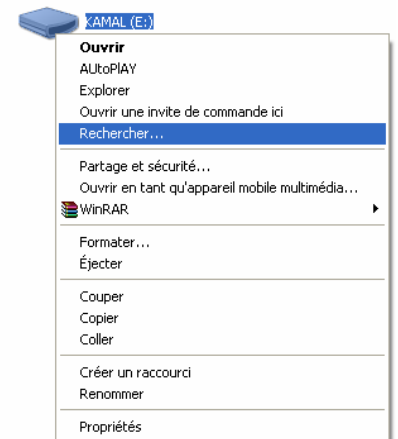 KAMAL (E:)
Ouvrir
AUtoPlAY
Explorer
Ouvrir une invite de commande ici
Rechercher...
Partage et sécurité...
Ouvrir en tant qu'appareil mobile multimédia...
WinRAR
Formater...
Éjecter
Couper
Copier
Coller
Créer un raccourci
Renommer
Propriétés